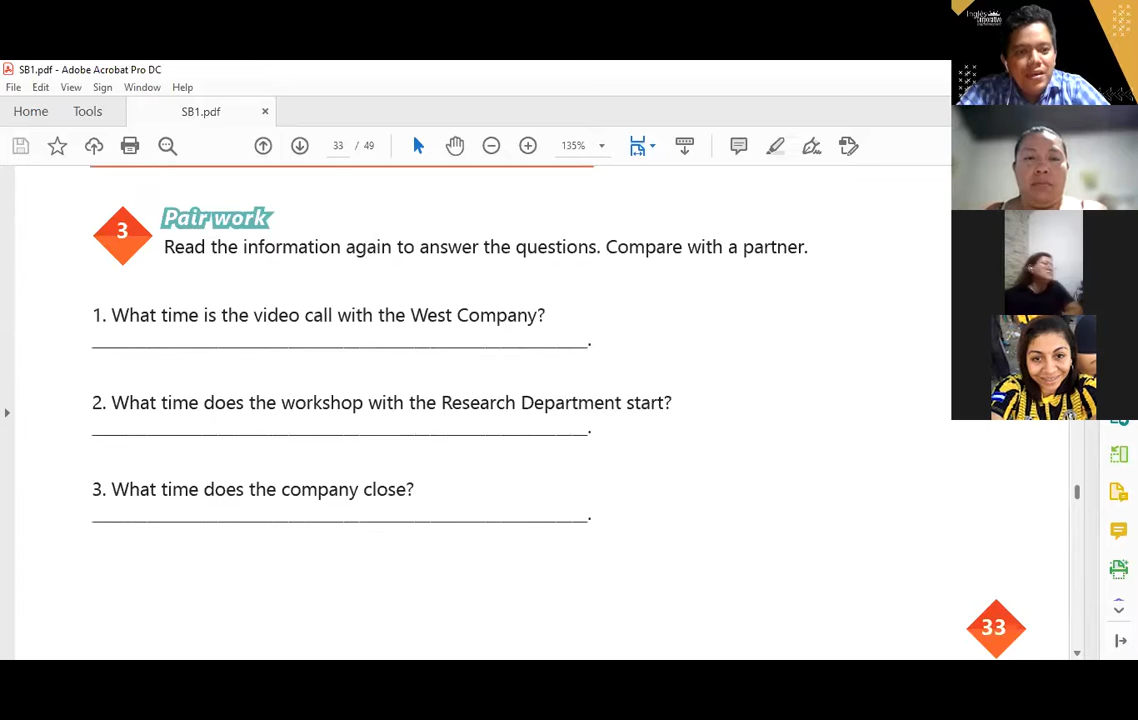 SB1.pdf - Adobe Acrobat Pro DC
File Edit View Sign Window Help
Home Tools SB1.pdf ×
33 / 49 135%
3
Pair work
Read the information again to answer the questions. Compare with a partner.
1. What time is the video call with the West Company?
2. What time does the workshop with the Research Department start?
3. What time does the company close?
33
Inglés
corporativo